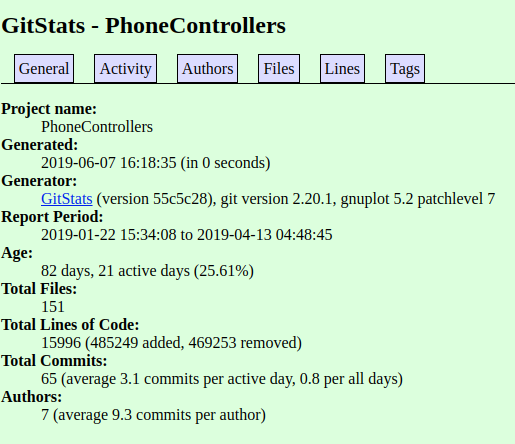 GitStats - PhoneControllers
General Activity Authors Files Lines Tags
Project name:
PhoneControllers
Generated:
2019-06-07 16:18:35 (in 0 seconds)
Generator:
GitStats (version 55c5c28), git version 2.20.1, gnuplot 5.2 patchlevel 7
Report Period:
2019-01-22 15:34:08 to 2019-04-13 04:48:45
Age:
82 days, 21 active days (25.61%)
Total Files:
151
Total Lines of Code:
15996 (485249 added, 469253 removed)
Total Commits:
65 (average 3.1 commits per active day, 0.8 per all days)
Authors:
7 (average 9.3 commits per author)